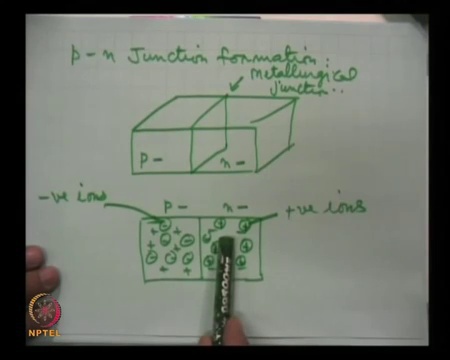 p-n Junction formation:
metallurgical
junction..
p- n-
-ve ions p- n- +ve ions
NPTEL